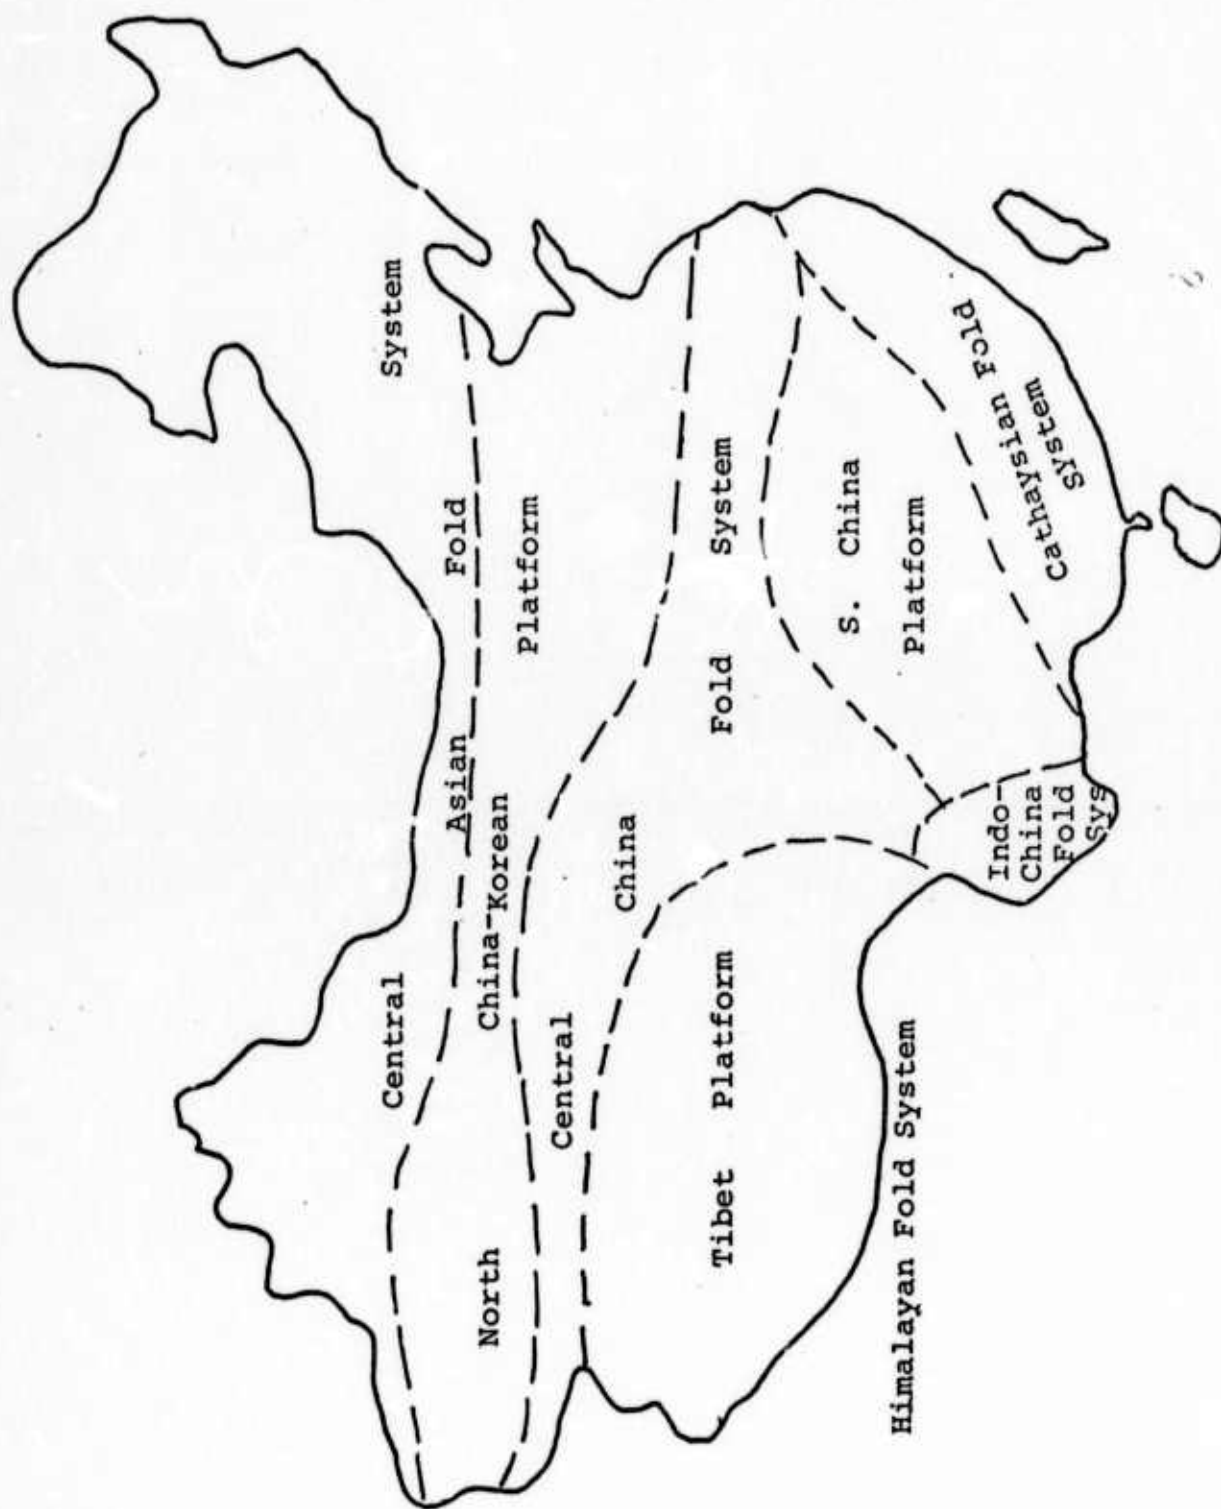 Central Asian Fold System
North China-Korean Platform
Central China Fold System
Tibet Platform
S. China
Platform
Cathaysian Fold
System
Indo-
China
Fold
Sys
Himalayan Fold System